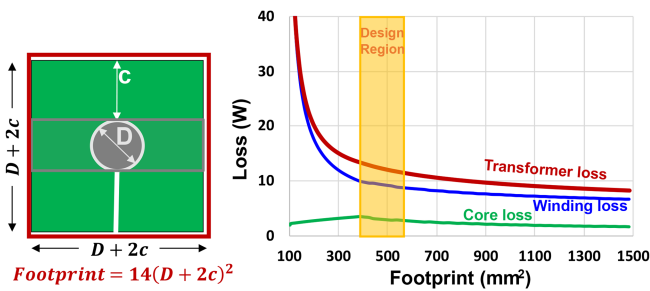 C
D
D + 2c
D + 2c
Footprint = 14(D + 2c)²
Loss (W)
40
30
20
10
0
Design
Region
Transformer loss
Winding loss
Core loss
100 300 500 700 900 1100 1300 1500
Footprint (mm²)